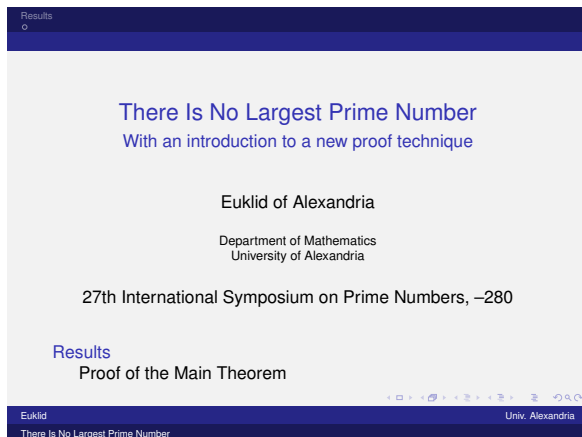 Results
There Is No Largest Prime Number
With an introduction to a new proof technique
Euklid of Alexandria
Department of Mathematics
University of Alexandria
27th International Symposium on Prime Numbers, –280
Results
Proof of the Main Theorem
Euklid Univ. Alexandria
There Is No Largest Prime Number